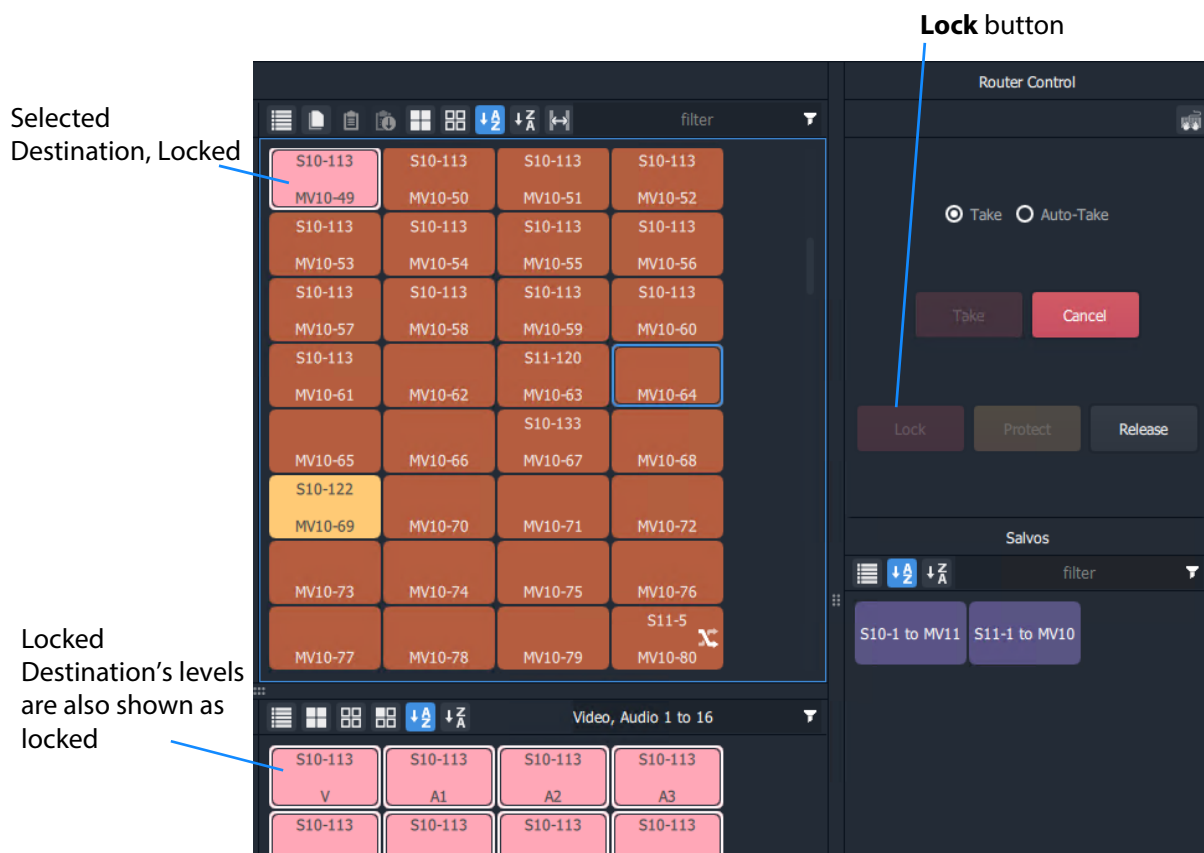 Lock button
Router Control
Selected
Destination, Locked
filter
S10-113 S10-113 S10-113 S10-113
MV10-49 MV10-50 MV10-51 MV10-52
S10-113 S10-113 S10-113 S10-113
MV10-53 MV10-54 MV10-55 MV10-56
S10-113 S10-113 S10-113 S10-113
MV10-57 MV10-58 MV10-59 MV10-60
S10-113 S11-120
MV10-61 MV10-62 MV10-63 MV10-64
S10-133
MV10-65 MV10-66 MV10-67 MV10-68
S10-122
MV10-69 MV10-70 MV10-71 MV10-72
MV10-73 MV10-74 MV10-75 MV10-76
S11-5
MV10-77 MV10-78 MV10-79 MV10-80
Take Auto-Take
Take Cancel
Lock Protect Release
Salvos
filter
S10-1 to MV11 S11-1 to MV10
Locked
Destination's levels
are also shown as
locked
Video, Audio 1 to 16
S10-113 S10-113 S10-113 S10-113
V A1 A2 A3
S10-113 S10-113 S10-113 S10-113